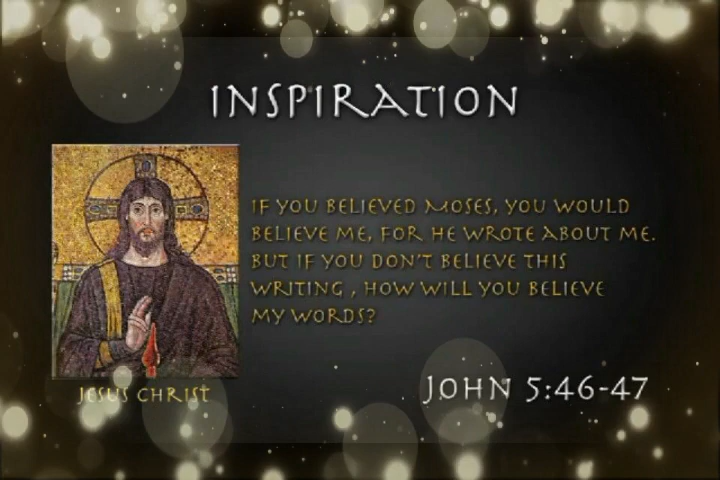 INSPIRATION
IF YOU BELIEVED MOSES, YOU WOULD
BELIEVE ME, FOR HE WROTE ABOUT ME.
BUT IF YOU DON'T BELIEVE THIS
WRITING , HOW WILL YOU BELIEVE
MY WORDS?
JESUS CHRIST
JOHN 5:46-47